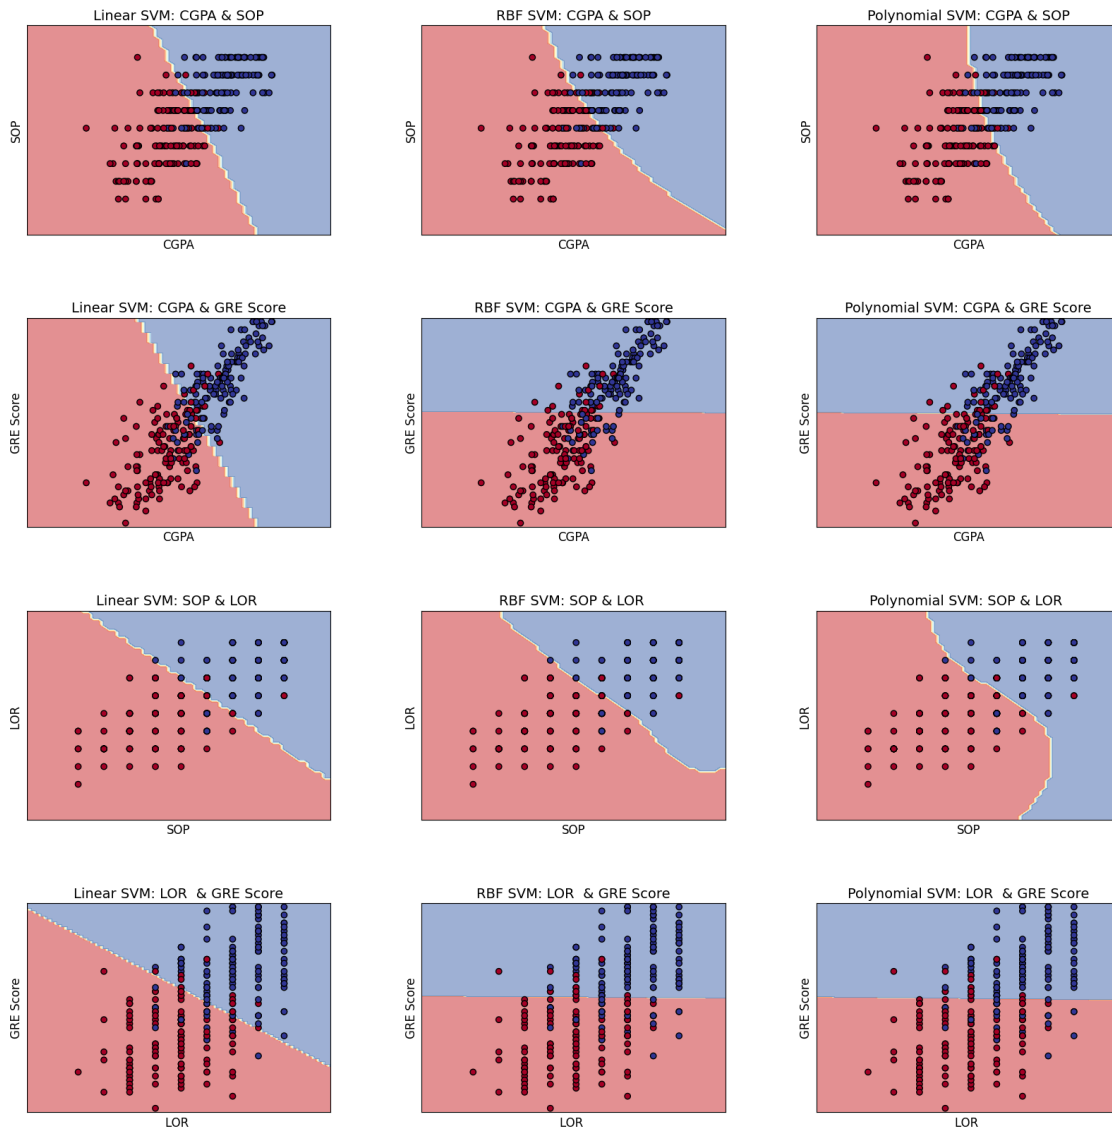 Linear SVM: CGPA & SOP
RBF SVM: CGPA & SOP
Polynomial SVM: CGPA & SOP
SOP
SOP
SOP
CGPA
CGPA
CGPA
Linear SVM: CGPA & GRE Score
RBF SVM: CGPA & GRE Score
Polynomial SVM: CGPA & GRE Score
GRE Score
GRE Score
GRE Score
CGPA
CGPA
CGPA
Linear SVM: SOP & LOR
RBF SVM: SOP & LOR
Polynomial SVM: SOP & LOR
LOR
LOR
LOR
SOP
SOP
SOP
Linear SVM: LOR  & GRE Score
RBF SVM: LOR  & GRE Score
Polynomial SVM: LOR  & GRE Score
GRE Score
GRE Score
GRE Score
LOR
LOR
LOR